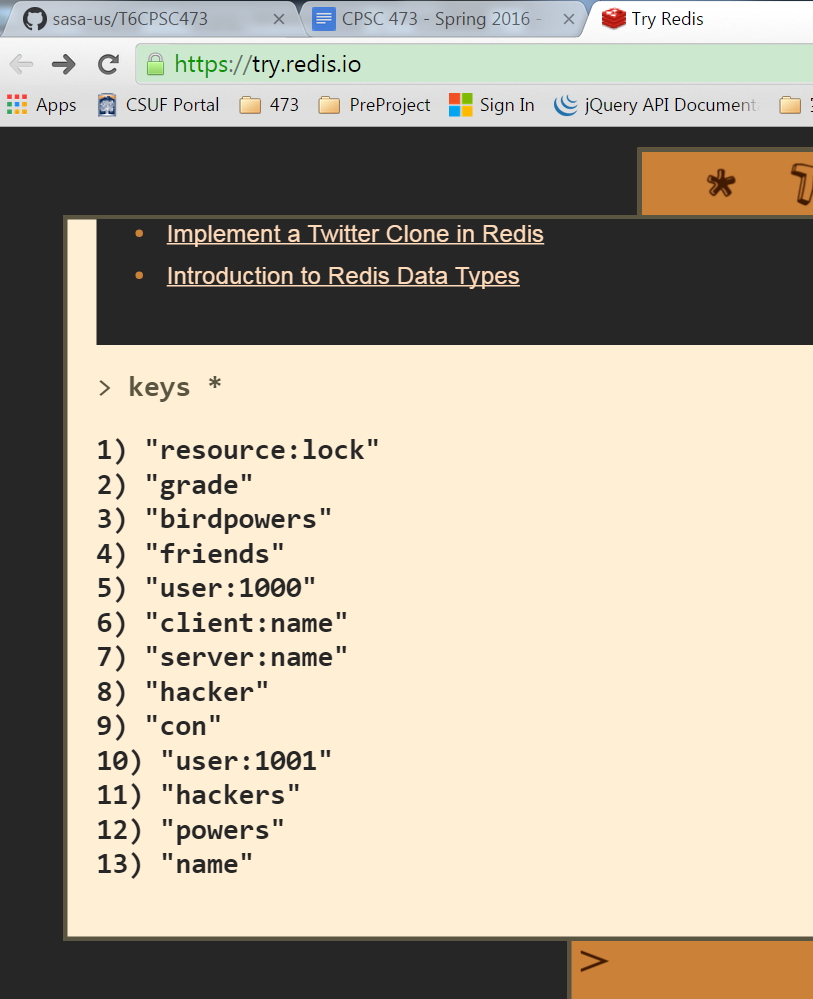 sasa-us/T6CPSC473
CPSC 473 - Spring 2016 -
Try Redis
https://try.redis.io
Apps
CSUF Portal
473
PreProject
Sign In
jQuery API Document
*
Implement a Twitter Clone in Redis
Introduction to Redis Data Types
> keys *
1) "resource:lock"
2) "grade"
3) "birdpowers"
4) "friends"
5) "user:1000"
6) "client:name"
7) "server:name"
8) "hacker"
9) "con"
10) "user:1001"
11) "hackers"
12) "powers"
13) "name"
>